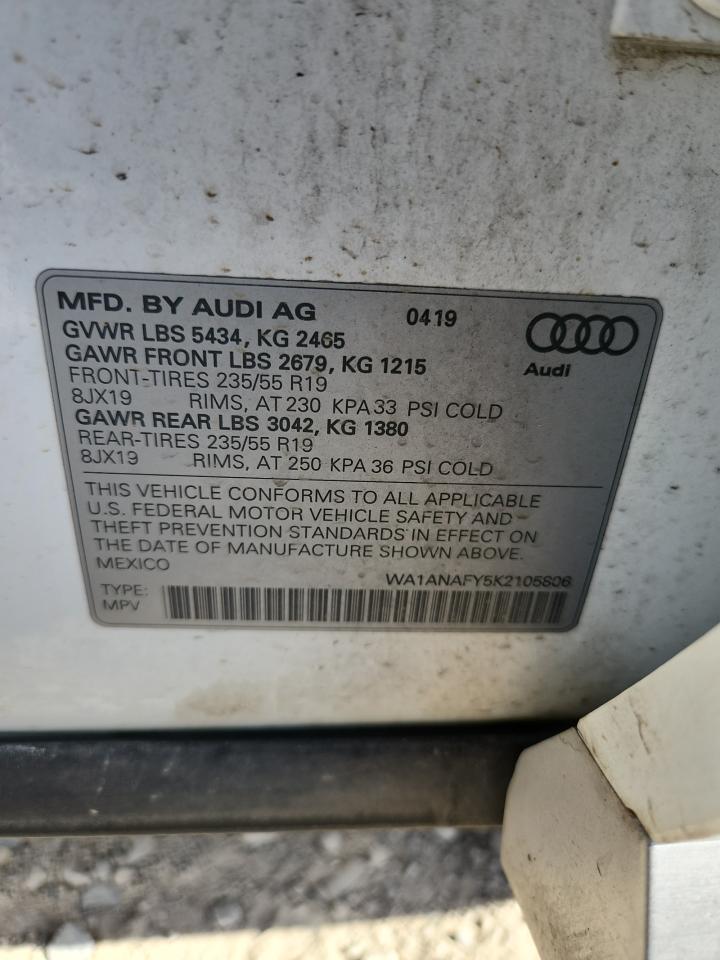 MFD. BY AUDI AG 0419
GVWR LBS 5434, KG 2465
GAWR FRONT LBS 2679, KG 1215
Audi
FRONT-TIRES 235/55 R19
8JX19 RIMS, AT 230 KPA 33 PSI COLD
GAWR REAR LBS 3042, KG 1380
REAR-TIRES 235/55 R19
8JX19 RIMS, AT 250 KPA 36 PSI COLD
THIS VEHICLE CONFORMS TO ALL APPLICABLE
U.S. FEDERAL MOTOR VEHICLE SAFETY AND
THEFT PREVENTION STANDARDS IN EFFECT ON
THE DATE OF MANUFACTURE SHOWN ABOVE.
MEXICO
WA1ANAFY5K2105806
TYPE:
MPV